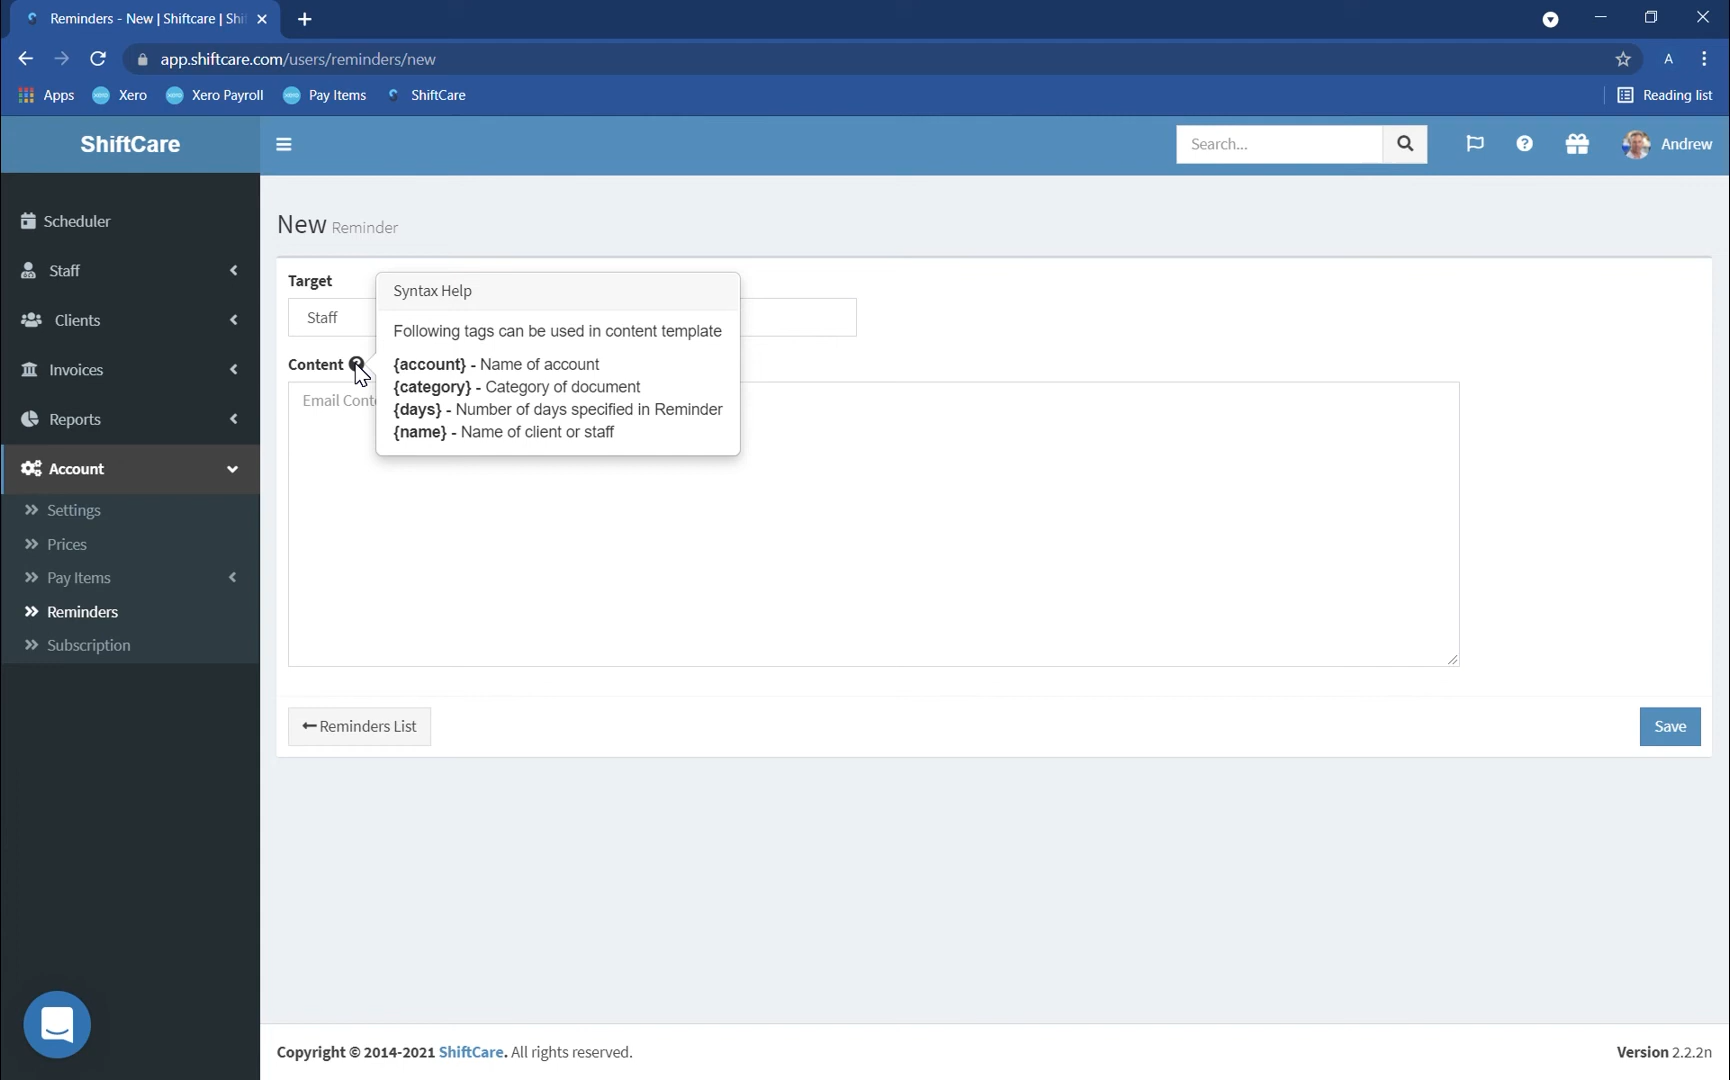 Reminders - New | Shiftcare | Shi
app.shiftcare.com/users/reminders/new
A
Apps
Xero
Xero Payroll
Pay Items
ShiftCare
Reading list
ShiftCare
Search...
Andrew
Scheduler
Staff
Clients
Invoices
Reports
Account
Settings
Prices
Pay Items
Reminders
Subscription
New Reminder
Target
Staff
Content
Email Conte
Syntax Help
Following tags can be used in content template
{account} - Name of account
{category} - Category of document
{days} - Number of days specified in Reminder
{name} - Name of client or staff
Reminders List
Save
Copyright © 2014-2021 ShiftCare. All rights reserved.
Version 2.2.2n